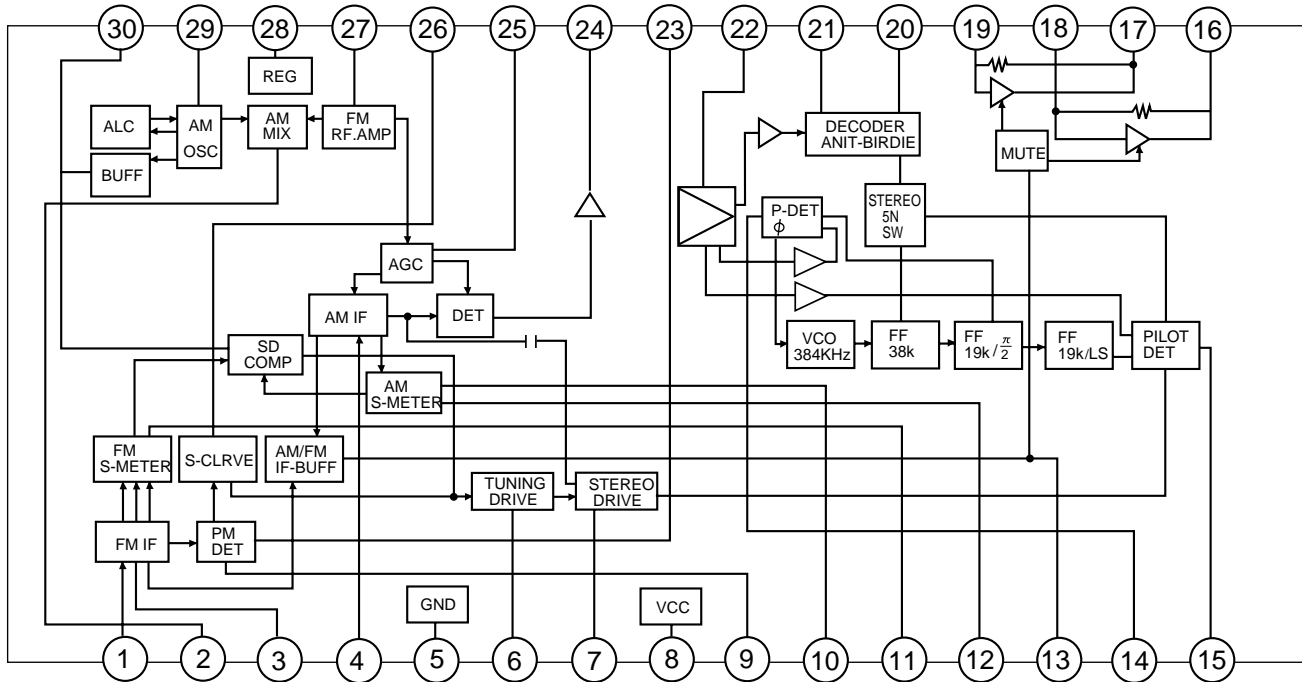 30 29 28 27 26 25 24 23 22 21 20 19 18 17 16
REG
ALC
AM
OSC
AM
MIX
FM
RF.AMP
BUFF
DECODER
ANIT-BIRDIE
MUTE
P-DET
ϕ
STEREO
5N
SW
AGC
AM IF
DET
SD
COMP
VCO
384KHz
FF
38k
FF
19k/π/2
FF
19k/LS
PILOT
DET
AM
S-METER
FM
S-METER
S-CLRVE
AM/FM
IF-BUFF
TUNING
DRIVE
STEREO
DRIVE
FM IF
PM
DET
GND
VCC
1 2 3 4 5 6 7 8 9 10 11 12 13 14 15